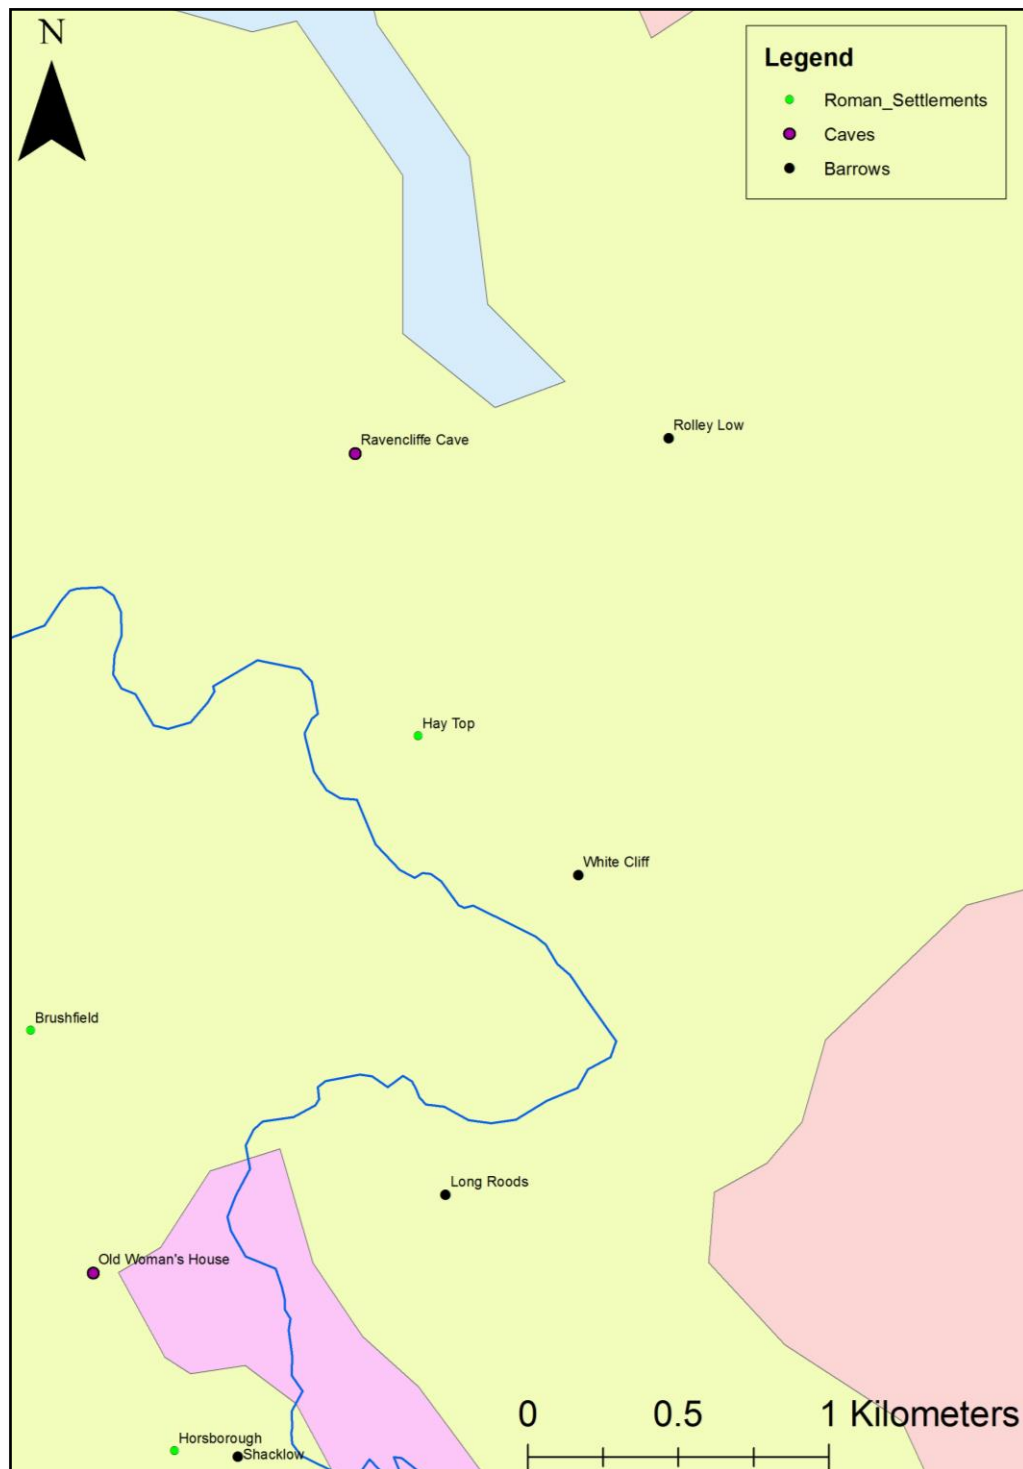 N
Legend
Roman_Settlements
Caves
Barrows
Rolley Low
Ravencliffe Cave
Hay Top
White Cliff
Brushfield
Long Roods
Old Woman's House
0 0.5 1 Kilometers
Horsborough
Shacklow